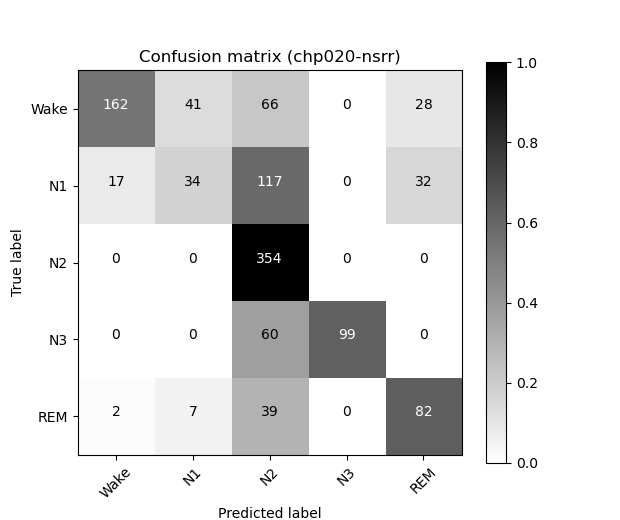 Confusion matrix (chp020-nsrr)
True label
Wake 162 41 66 0 28
N1 17 34 117 0 32
N2 0 0 354 0 0
N3 0 0 60 99 0
REM 2 7 39 0 82
Wake N1 N2 N3 REM
Predicted label
1.0
0.8
0.6
0.4
0.2
0.0